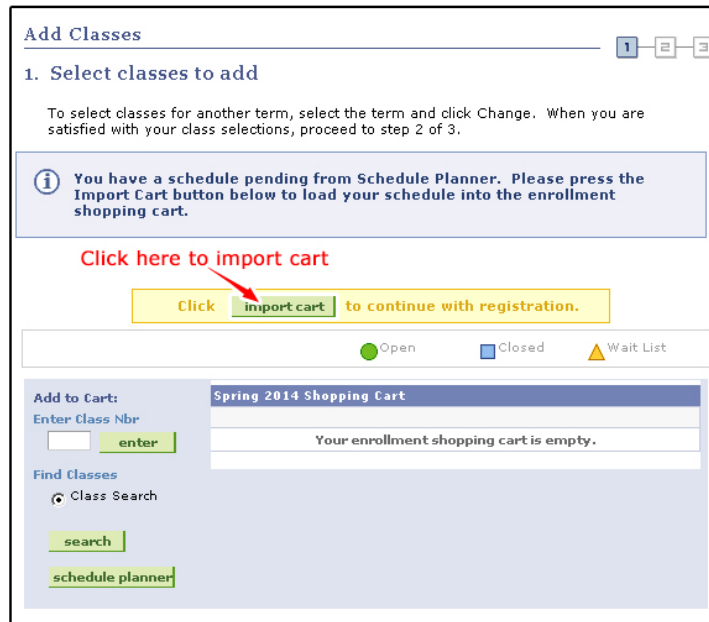 Add Classes
1 2 3
1. Select classes to add
To select classes for another term, select the term and click Change. When you are
satisfied with your class selections, proceed to step 2 of 3.
i You have a schedule pending from Schedule Planner. Please press the
Import Cart button below to load your schedule into the enrollment
shopping cart.
Click here to import cart
Click import cart to continue with registration.
Open Closed Wait List
Add to Cart:
Spring 2014 Shopping Cart
Enter Class Nbr
enter
Your enrollment shopping cart is empty.
Find Classes
Class Search
search
schedule planner